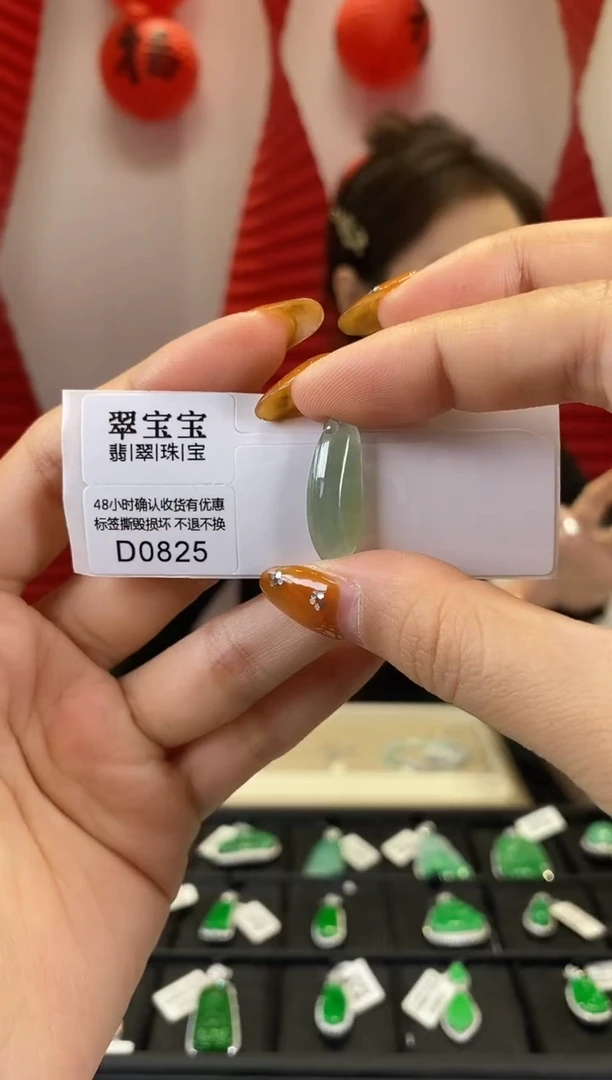 福
翠宝宝
翡|翠|珠|宝
48小时确认收货有优惠
标签撕毁损坏 不退不换
D0825